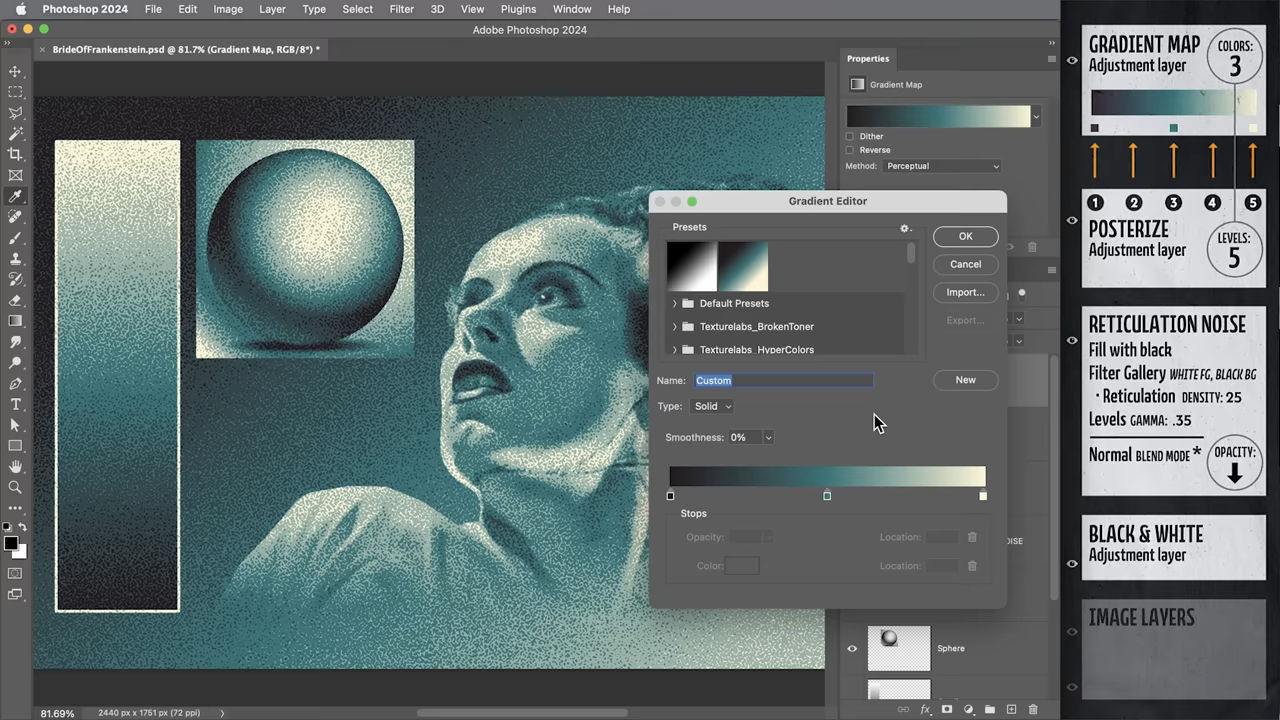 Photoshop 2024 File Edit Image Layer Type Select Filter 3D View Plugins Window Help
Adobe Photoshop 2024
× BrideOfFrankenstein.psd @ 81.7% (Gradient Map, RGB/8*) *
Properties
Gradient Map
Dither
Reverse
Method: Perceptual
Gradient Editor
Presets
Default Presets
Texturelabs_BrokenToner
Texturelabs_HyperColors
OK
Cancel
Import...
Export...
Name: Custom
New
Type: Solid
Smoothness: 0%
Stops
Opacity:
Location:
Color:
Location:
OISE
Sphere
81.69% 2440 px x 1751 px (72 ppi)
GRADIENT MAP
Adjustment layer
COLORS:
3
1 2 3 4 5
POSTERIZE
Adjustment layer
LEVELS:
5
RETICULATION NOISE
Fill with black
Filter Gallery WHITE FG, BLACK BG
· Reticulation DENSITY: 25
Levels GAMMA: .35
Normal BLEND MODE *
OPACITY:
BLACK & WHITE
Adjustment layer
IMAGE LAYERS